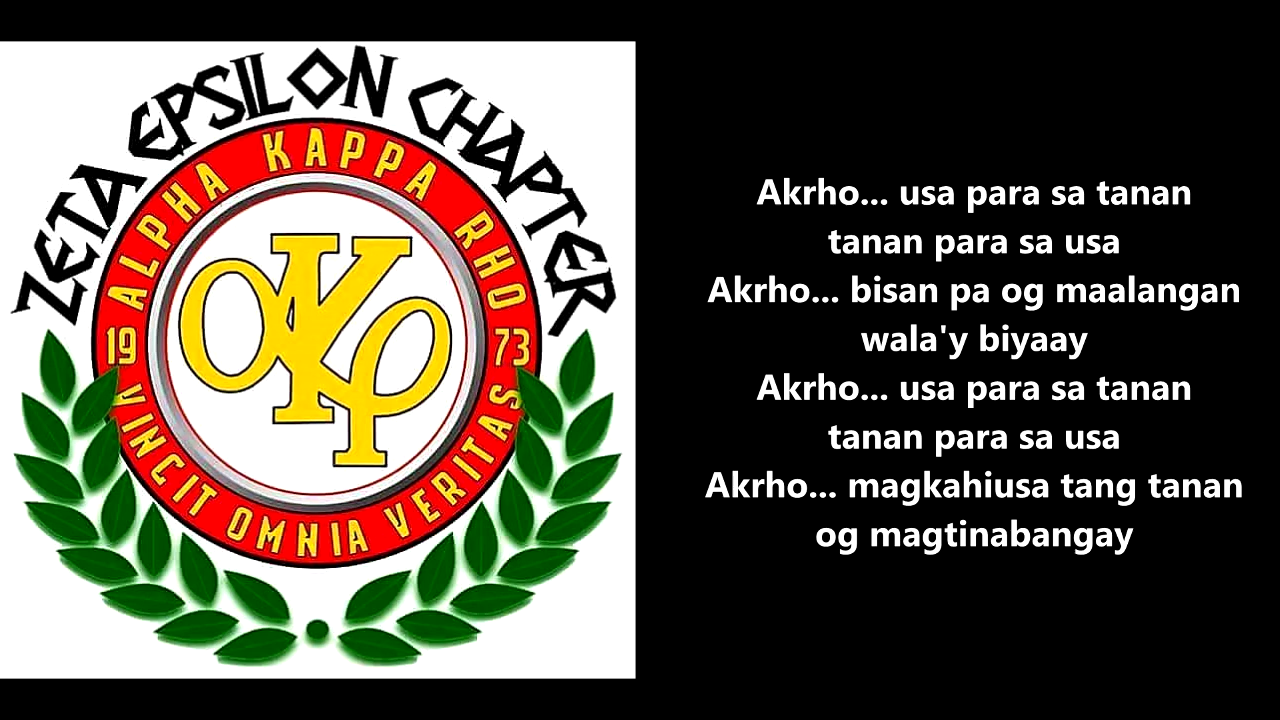 ZETA EPSILON CHAPTER
ALPHA KAPPA RHO
19 73
αKρ
VINCIT OMNIA VERITAS
Akrho... usa para sa tanan
tanan para sa usa
Akrho... bisan pa og maalangan
wala'y biyaay
Akrho... usa para sa tanan
tanan para sa usa
Akrho... magkahiusa tang tanan
og magtinabangay